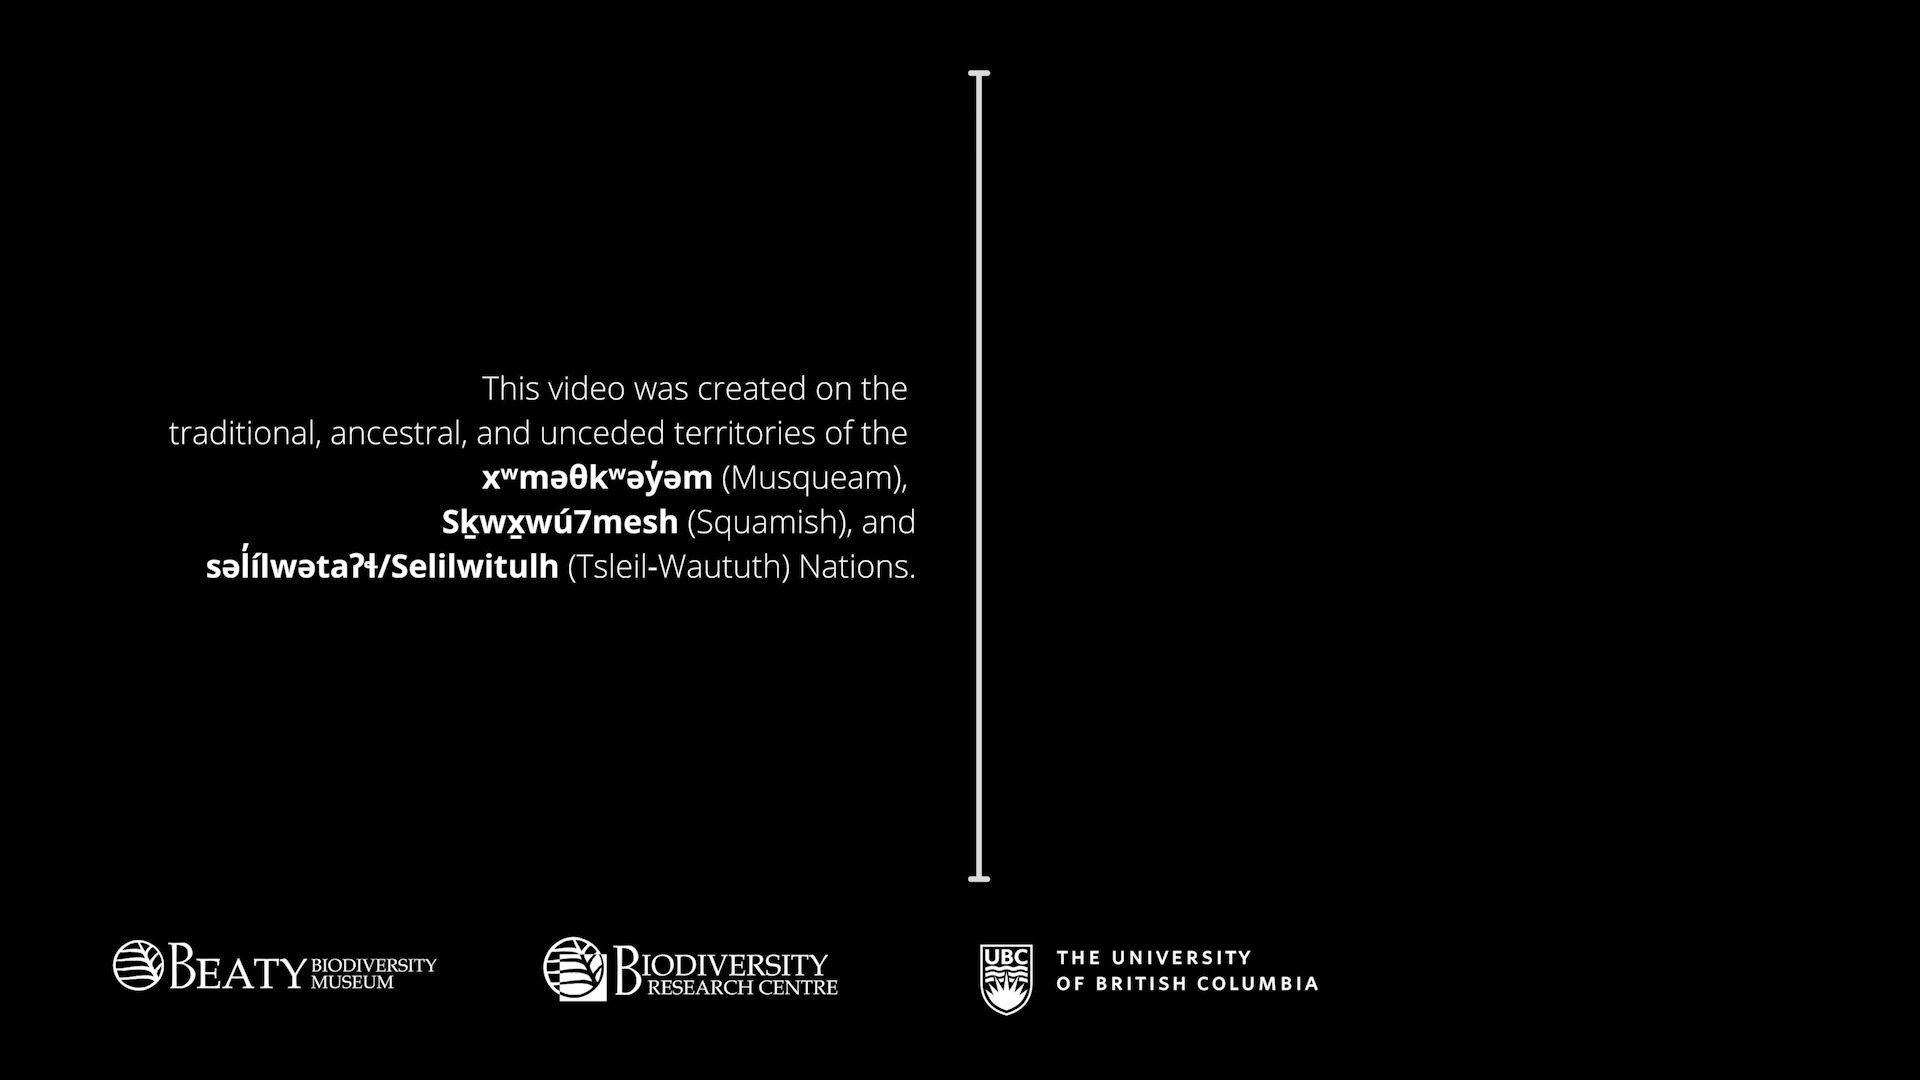 This video was created on the
traditional, ancestral, and unceded territories of the
xʷməθkʷəy̓əm (Musqueam),
Sḵwx̱wú7mesh (Squamish), and
səl̓ílwətaʔɬ/Selilwitulh (Tsleil-Waututh) Nations.
BEATY BIODIVERSITY MUSEUM
BIODIVERSITY RESEARCH CENTRE
UBC
THE UNIVERSITY
OF BRITISH COLUMBIA